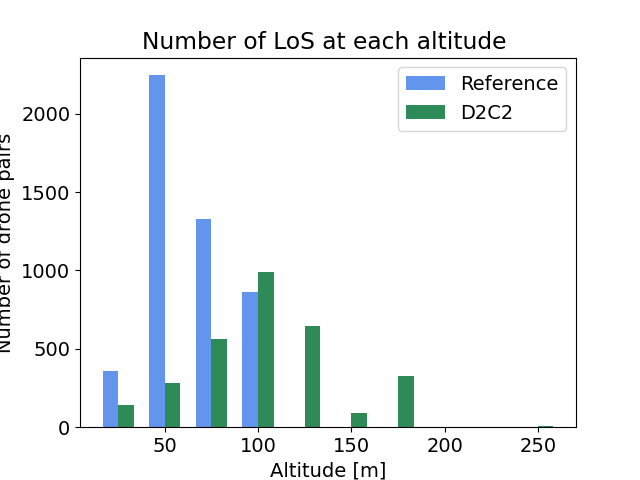 Number of LoS at each altitude
Reference
D2C2
Number of drone pairs
2000
1500
1000
500
0
50 100 150 200 250
Altitude [m]